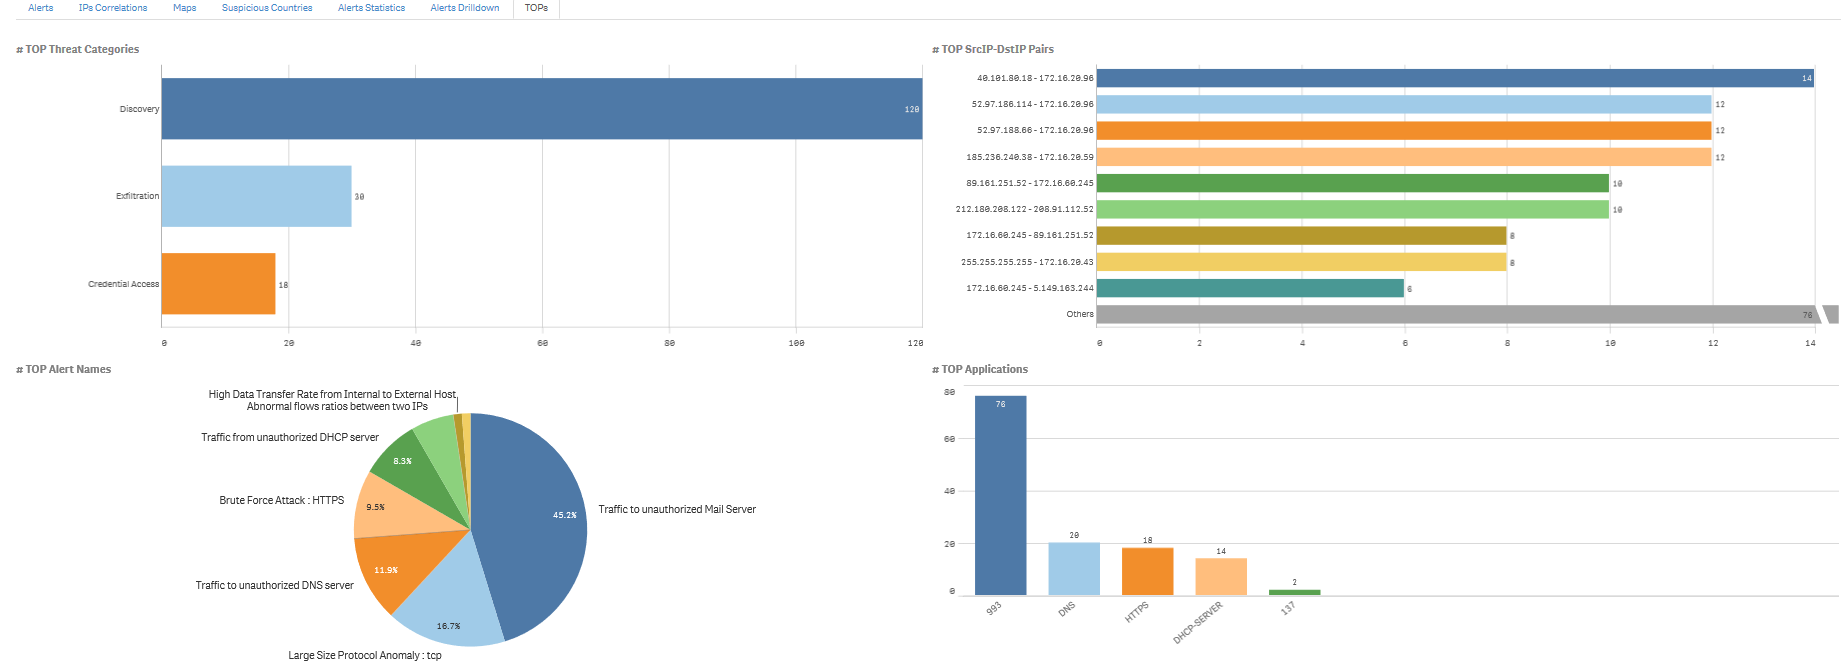 Alerts IPs Correlations Maps Suspicious Countries Alerts Statistics Alerts Drilldown TOPs
# TOP Threat Categories
Discovery 120
Exfiltration 30
Credential Access 18
0 20 40 60 80 100 120
# TOP SrcIP-DstIP Pairs
40.101.80.18 - 172.16.20.96 14
52.97.186.114 - 172.16.20.96 12
52.97.188.66 - 172.16.20.96 12
185.236.240.38 - 172.16.20.59 12
89.161.251.52 - 172.16.60.245 10
212.180.208.122 - 208.91.112.52 10
172.16.60.245 - 89.161.251.52 8
255.255.255.255 - 172.16.20.43 8
172.16.60.245 - 5.149.163.244 6
Others 76
0 2 4 6 8 10 12 14
# TOP Alert Names
High Data Transfer Rate from Internal to External Host
Abnormal flows ratios between two IPs
Traffic from unauthorized DHCP server
8.3%
Brute Force Attack : HTTPS
9.5%
45.2%
Traffic to unauthorized Mail Server
11.9%
Traffic to unauthorized DNS server
16.7%
Large Size Protocol Anomaly : tcp
# TOP Applications
80
60
40
20
0
76
20
18
14
2
993
DNS
HTTPS
DHCP-SERVER
137